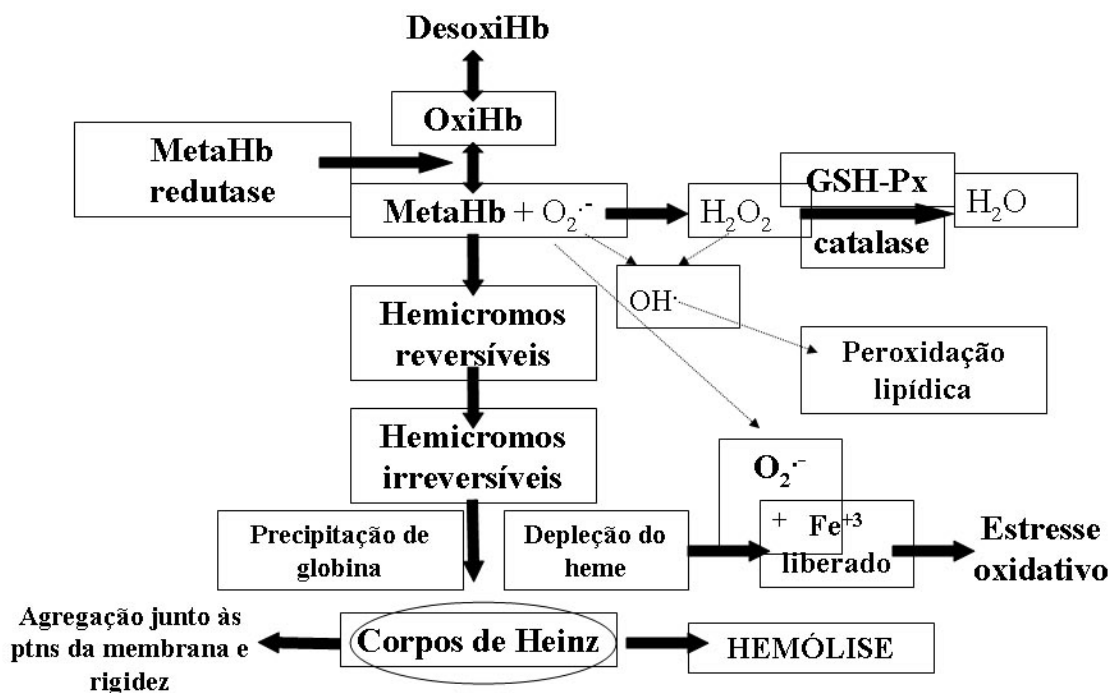 DesoxiHb
OxiHb
MetaHb
redutase
MetaHb + O₂·⁻
H₂O₂
GSH-Px
catalase
H₂O
OH·
Hemicromos
reversíveis
Peroxidação
lipídica
Hemicromos
irreversíveis
O₂·⁻
Precipitação de
globina
Depleção do
heme
+ Fe⁺³
liberado
Estresse
oxidativo
Agregação junto às
ptns da membrana e
rigidez
Corpos de Heinz
HEMÓLISE